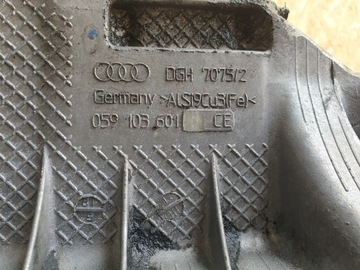 DGH 7075/2
Germany >ALSI9Cu3(Fe)<
059 103 601 CE